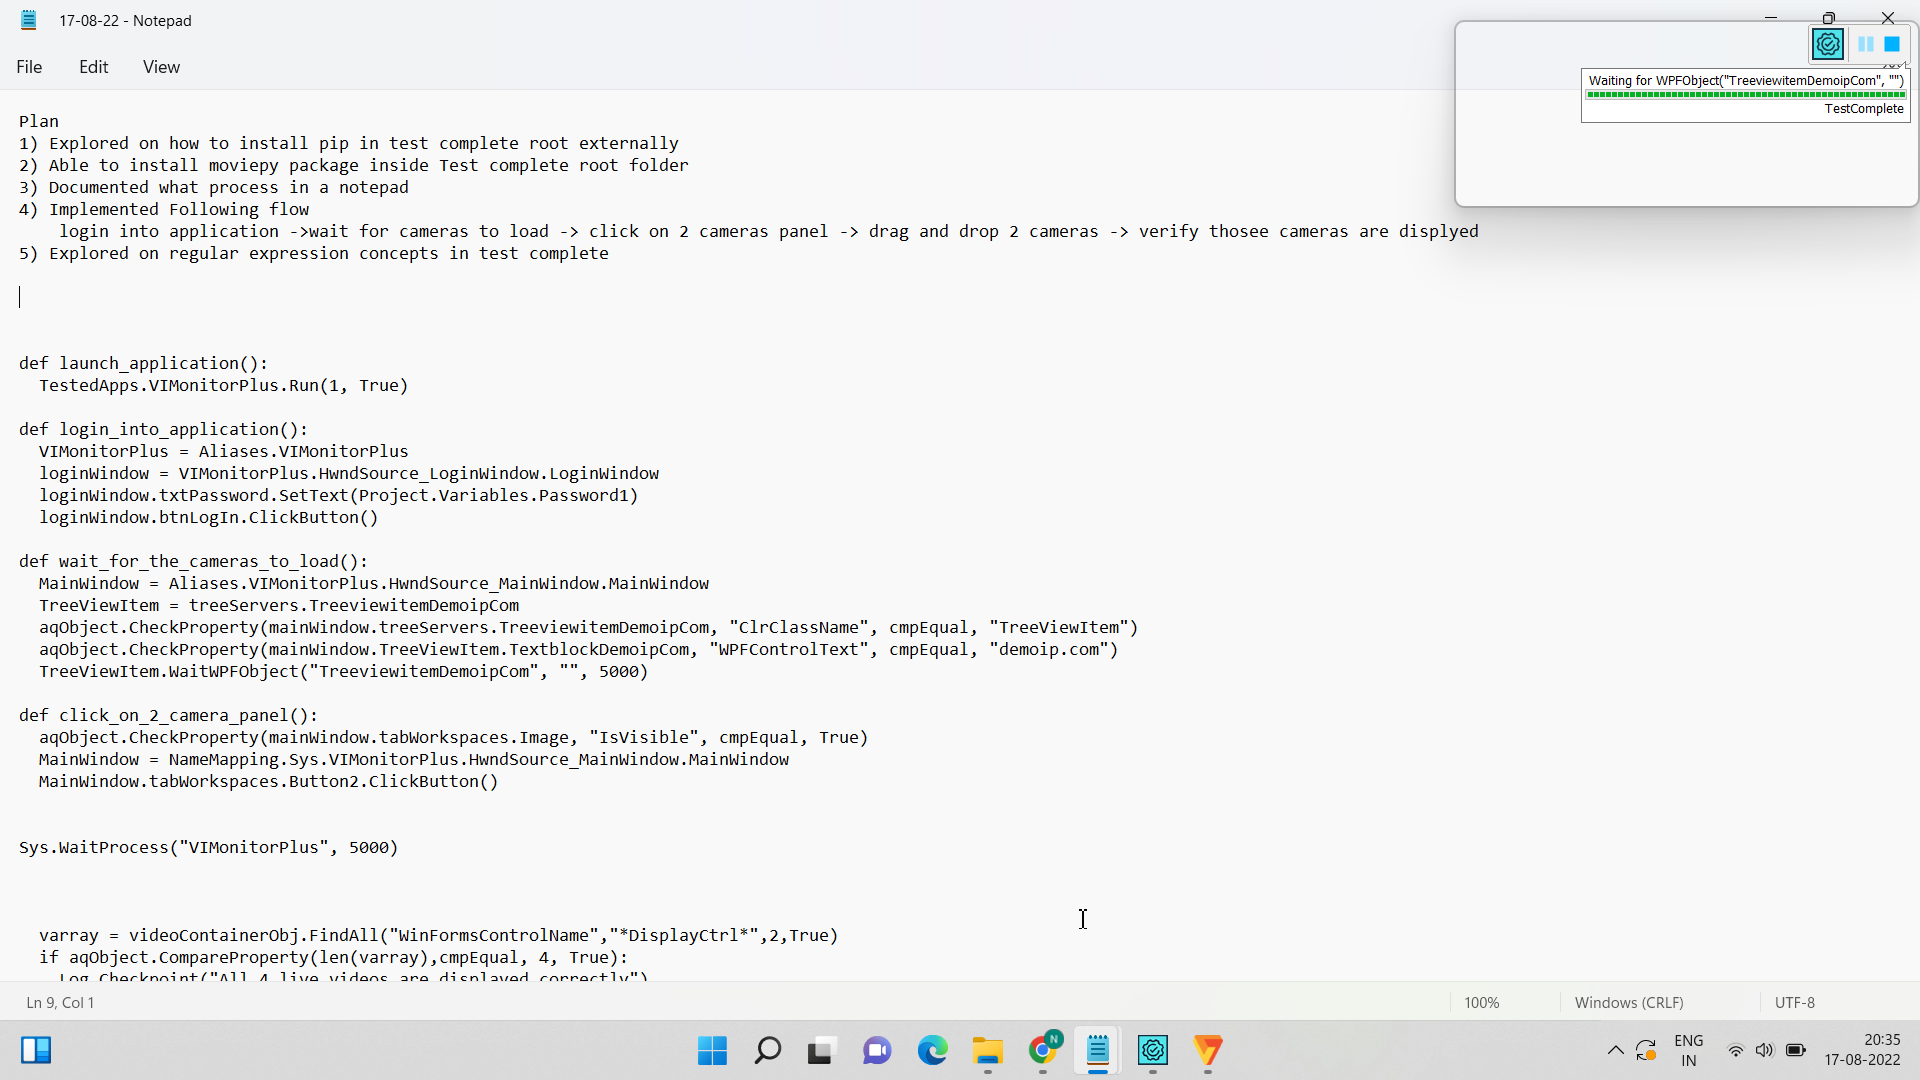 17-08-22 - Notepad
File Edit View
Waiting for WPFObject("TreeviewitemDemoipCom", "")
TestComplete
Plan
1) Explored on how to install pip in test complete root externally
2) Able to install moviepy package inside Test complete root folder
3) Documented what process in a notepad
4) Implemented Following flow
    login into application ->wait for cameras to load -> click on 2 cameras panel -> drag and drop 2 cameras -> verify thosee cameras are displyed
5) Explored on regular expression concepts in test complete
def launch_application():
  TestedApps.VIMonitorPlus.Run(1, True)
def login_into_application():
  VIMonitorPlus = Aliases.VIMonitorPlus
  loginWindow = VIMonitorPlus.HwndSource_LoginWindow.LoginWindow
  loginWindow.txtPassword.SetText(Project.Variables.Password1)
  loginWindow.btnLogIn.ClickButton()
def wait_for_the_cameras_to_load():
  MainWindow = Aliases.VIMonitorPlus.HwndSource_MainWindow.MainWindow
  TreeViewItem = treeServers.TreeviewitemDemoipCom
  aqObject.CheckProperty(mainWindow.treeServers.TreeviewitemDemoipCom, "ClrClassName", cmpEqual, "TreeViewItem")
  aqObject.CheckProperty(mainWindow.TreeViewItem.TextblockDemoipCom, "WPFControlText", cmpEqual, "demoip.com")
  TreeViewItem.WaitWPFObject("TreeviewitemDemoipCom", "", 5000)
def click_on_2_camera_panel():
  aqObject.CheckProperty(mainWindow.tabWorkspaces.Image, "IsVisible", cmpEqual, True)
  MainWindow = NameMapping.Sys.VIMonitorPlus.HwndSource_MainWindow.MainWindow
  MainWindow.tabWorkspaces.Button2.ClickButton()
Sys.WaitProcess("VIMonitorPlus", 5000)
  varray = videoContainerObj.FindAll("WinFormsControlName","*DisplayCtrl*",2,True)
  if aqObject.CompareProperty(len(varray),cmpEqual, 4, True):
    Log.Checkpoint("All 4 live videos are displayed correctly")
Ln 9, Col 1 100% Windows (CRLF) UTF-8
N
ENG
IN
20:35
17-08-2022